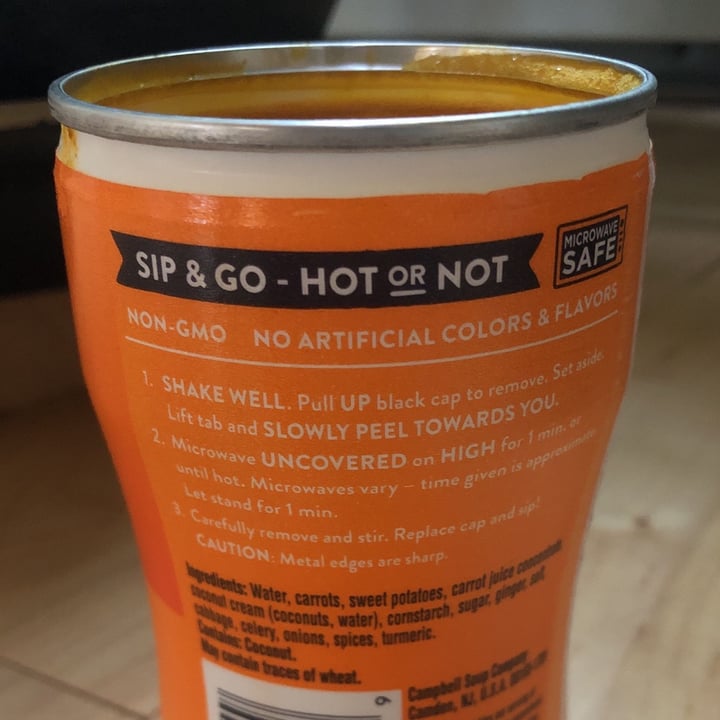 SIP & GO - HOT OR NOT
MICROWAVE
SAFE
NON-GMO NO ARTIFICIAL COLORS & FLAVORS
1. SHAKE WELL. Pull UP black cap to remove. Set aside.
Lift tab and SLOWLY PEEL TOWARDS YOU.
2. Microwave UNCOVERED on HIGH for 1 min. or
until hot. Microwaves vary – time given is approximate.
Let stand for 1 min.
3. Carefully remove and stir. Replace cap and sip!
CAUTION: Metal edges are sharp.
Ingredients: Water, carrots, sweet potatoes, carrot juice concentrate,
coconut cream (coconuts, water), cornstarch, sugar, ginger, salt,
cabbage, celery, onions, spices, turmeric.
Contains: Coconut.
May contain traces of wheat.
Campbell Soup Company
Camden, NJ, U.S.A.
6